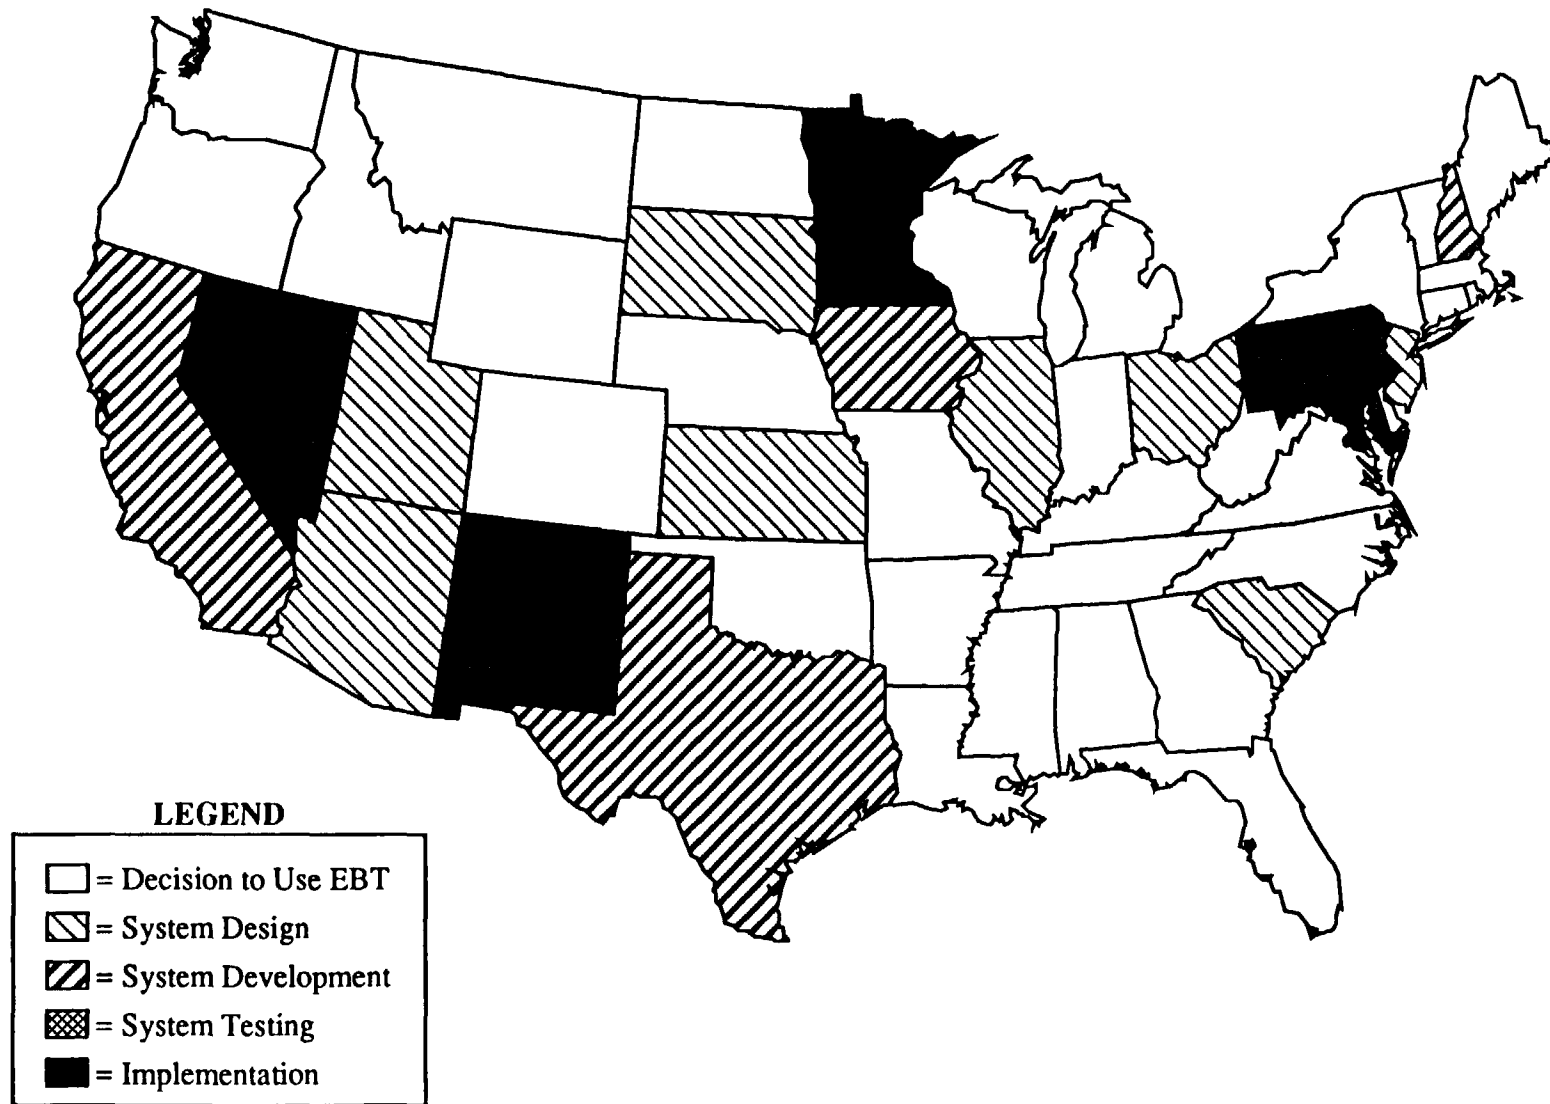 LEGEND
= Decision to Use EBT
= System Design
= System Development
= System Testing
= Implementation